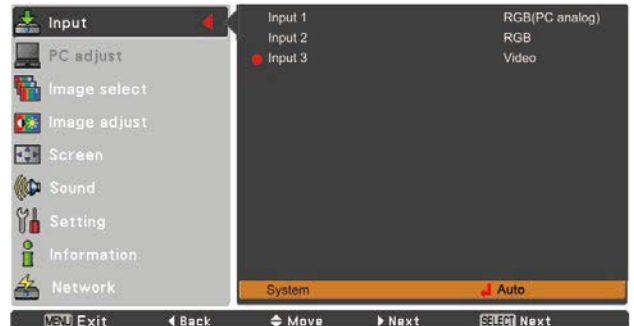 Input
PC adjust
Image select
Image adjust
Screen
Sound
Setting
Information
Network
Input 1 RGB(PC analog)
Input 2 RGB
Input 3 Video
System Auto
MENU Exit Back Move Next SELECT Next